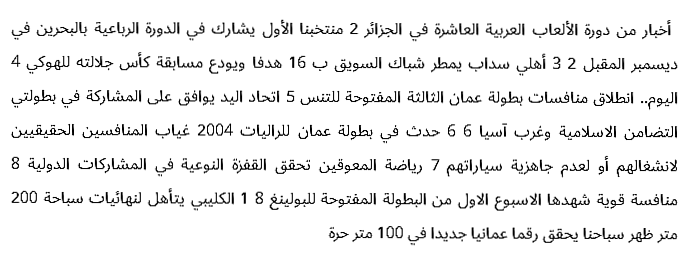 أخبار من دورة الألعاب العربية العاشرة في الجزائر 2 منتخبنا الأول يشارك في الدورة الرباعية بالبحرين في
ديسمبر المقبل 2 3 أهلي سداب يمطر شباك السويق ب 16 هدفا ويودع مسابقة كأس جلالته للهوكي 4
اليوم.. انطلاق منافسات بطولة عمان الثالثة المفتوحة للتنس 5 اتحاد اليد يوافق على المشاركة في بطولتي
التضامن الاسلامية وغرب آسيا 6 6 حدث في بطولة عمان للراليات 2004 غياب المنافسين الحقيقيين
لانشغالهم أو لعدم جاهزية سياراتهم 7 رياضة المعوقين تحقق القفزة النوعية في المشاركات الدولية 8
منافسة قوية شهدها الاسبوع الاول من البطولة المفتوحة للبولينغ 8 1 الكليبي يتأهل لنهائيات سباحة 200
متر ظهر سباحنا يحقق رقما عمانيا جديدا في 100 متر حرة